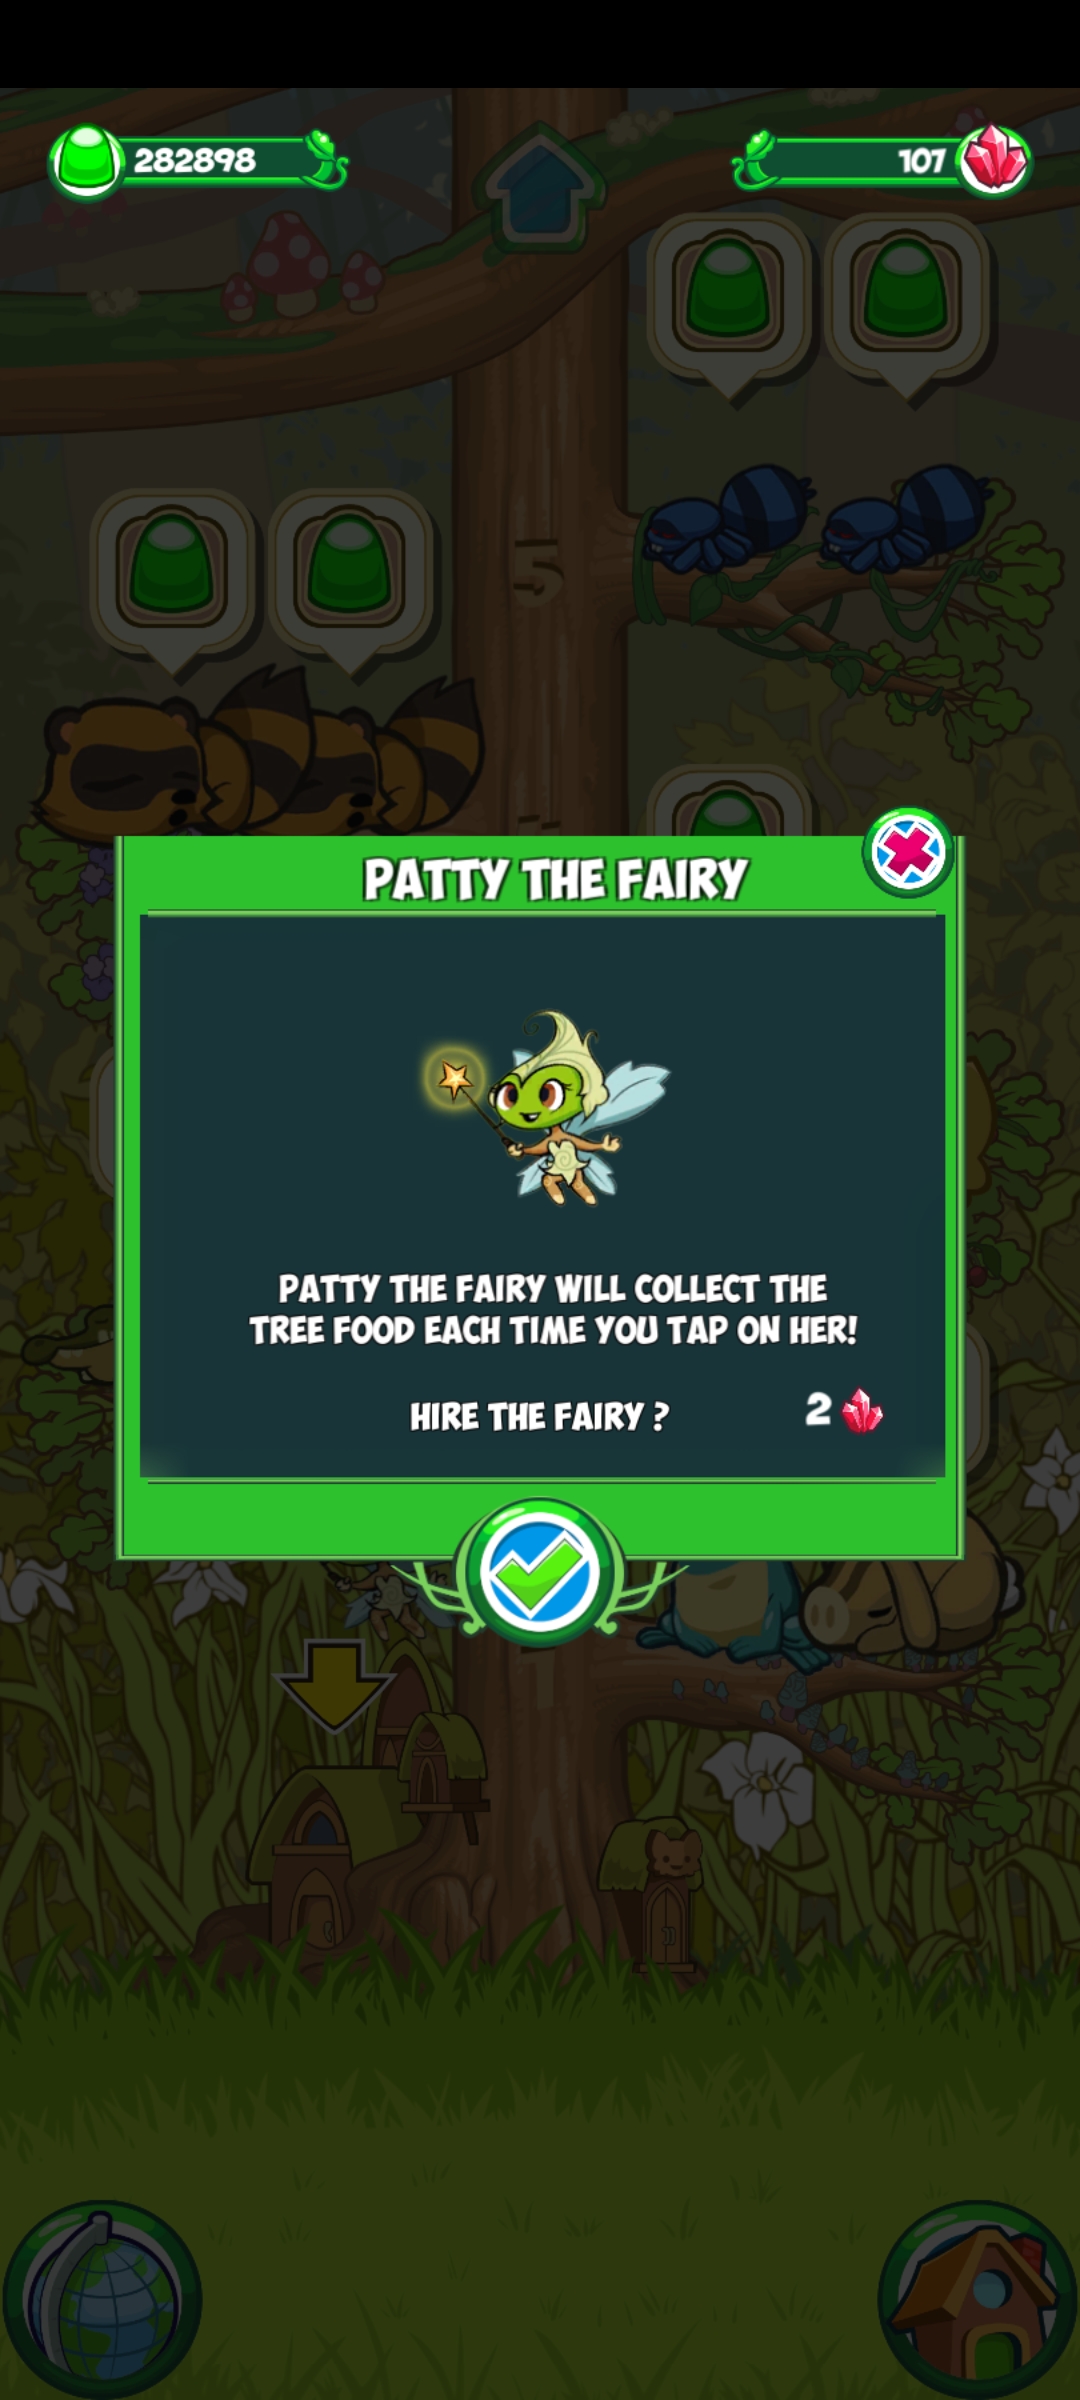 282898
107
5
PATTY THE FAIRY
PATTY THE FAIRY WILL COLLECT THE
TREE FOOD EACH TIME YOU TAP ON HER!
HIRE THE FAIRY ?
2
1